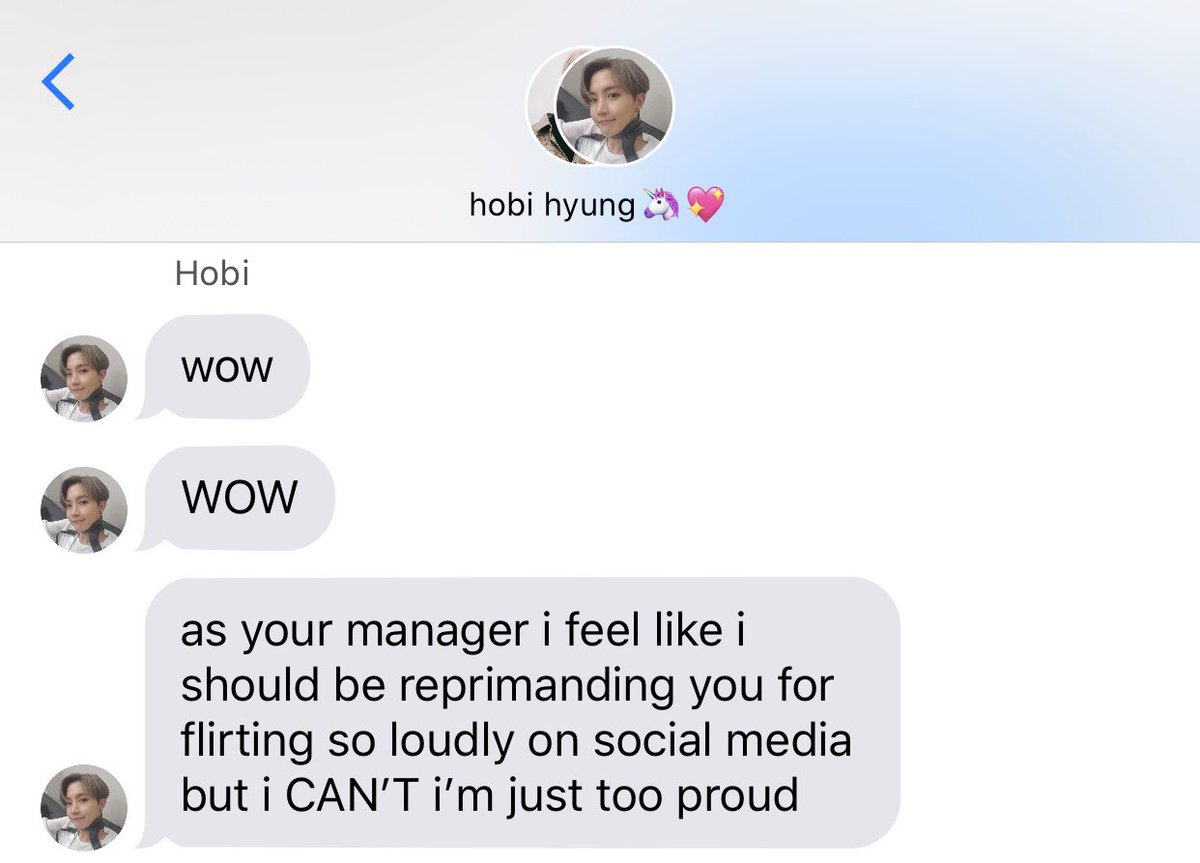 hobi hyung🦄💖
Hobi
wow
WOW
as your manager i feel like i
should be reprimanding you for
flirting so loudly on social media
but i CAN’T i’m just too proud